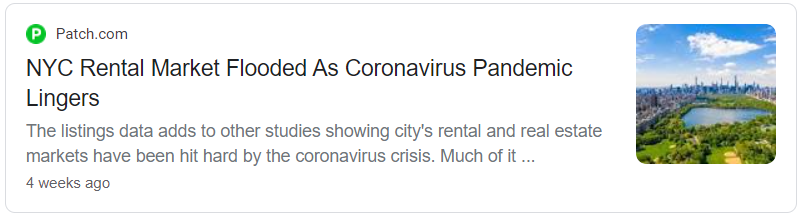 Patch.com
NYC Rental Market Flooded As Coronavirus Pandemic
Lingers
The listings data adds to other studies showing city's rental and real estate
markets have been hit hard by the coronavirus crisis. Much of it ...
4 weeks ago